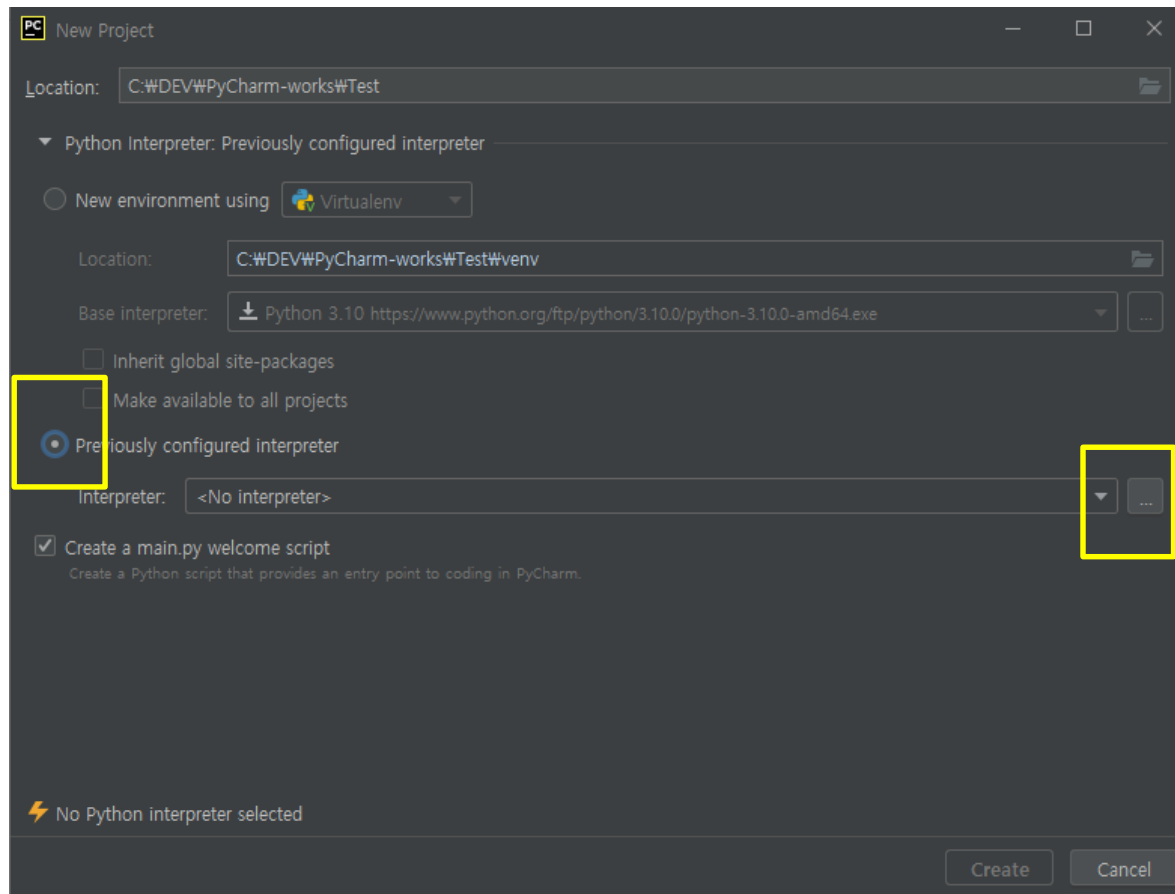 PC New Project
Location: C:₩DEV₩PyCharm-works₩Test
Python Interpreter: Previously configured interpreter
New environment using Virtualenv
Location: C:₩DEV₩PyCharm-works₩Test₩venv
Base interpreter: Python 3.10 https://www.python.org/ftp/python/3.10.0/python-3.10.0-amd64.exe ...
Inherit global site-packages
Make available to all projects
Previously configured interpreter
Interpreter: <No interpreter> ...
Create a main.py welcome script
Create a Python script that provides an entry point to coding in PyCharm.
No Python interpreter selected
Create Cancel